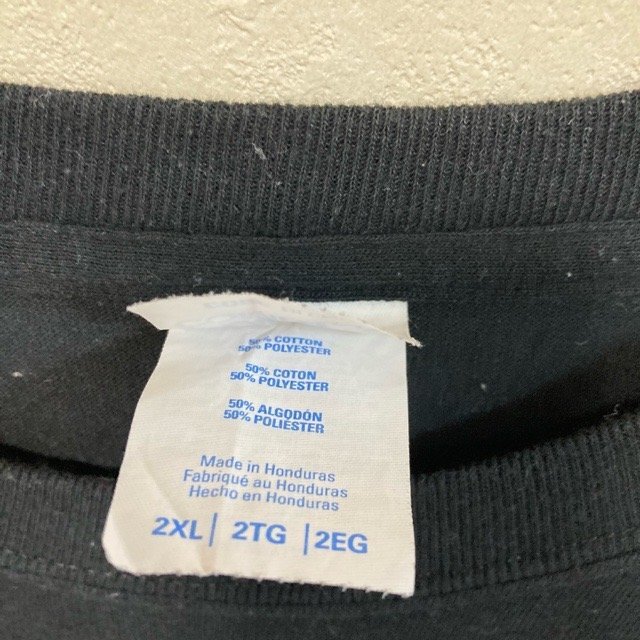 50% COTTON
50% POLYESTER
50% COTON
50% POLYESTER
50% ALGODÓN
50% POLIÉSTER
Made in Honduras
Fabriqué au Honduras
Hecho en Honduras
2XL | 2TG | 2EG